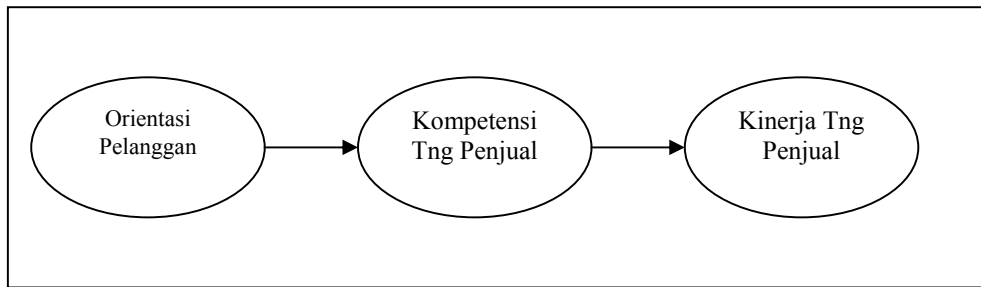 Orientasi
Pelanggan
Kompetensi
Tng Penjual
Kinerja Tng
Penjual